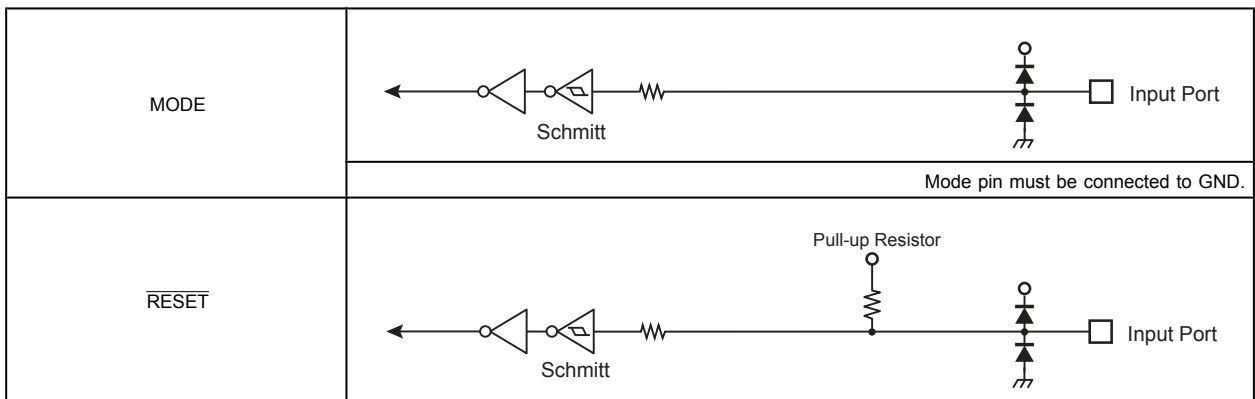 MODE
Schmitt
Input Port
Mode pin must be connected to GND.
RESET
Pull-up Resistor
Schmitt
Input Port